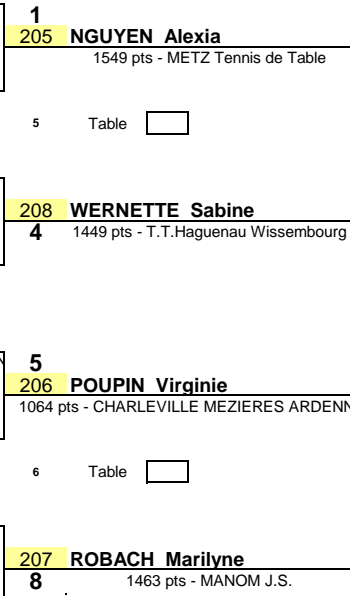 1
205 NGUYEN Alexia
1549 pts - METZ Tennis de Table
5 Table
208 WERNETTE Sabine
4 1449 pts - T.T.Haguenau Wissembourg
5
206 POUPIN Virginie
1064 pts - CHARLEVILLE MEZIERES ARDENN
6 Table
207 ROBACH Marilyne
8 1463 pts - MANOM J.S.